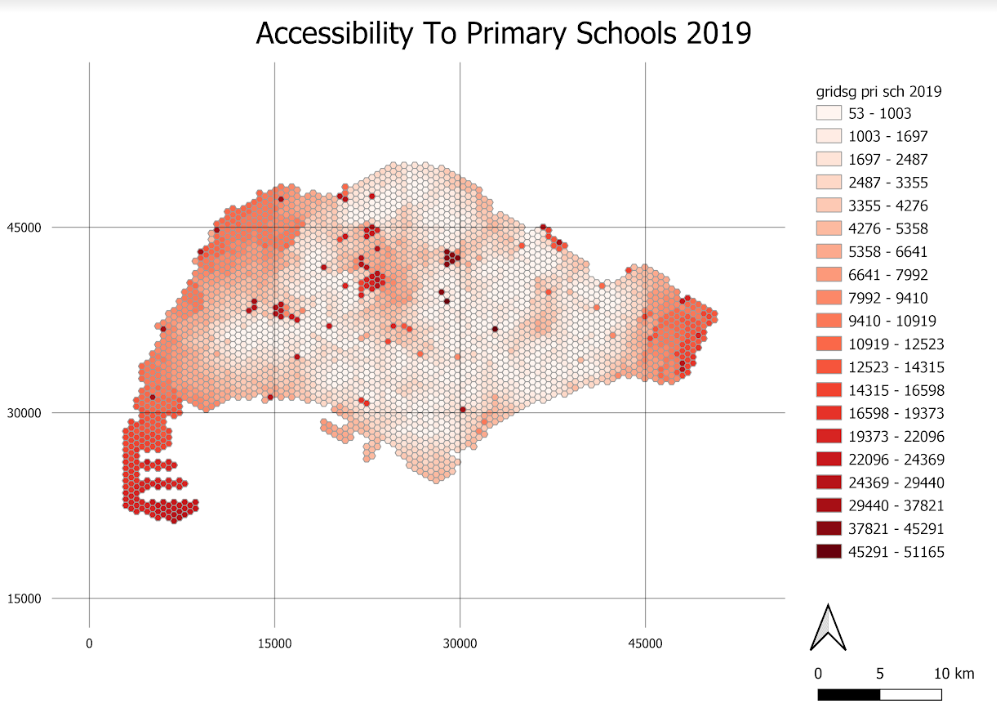 Accessibility To Primary Schools 2019
gridsg pri sch 2019
53 - 1003
1003 - 1697
1697 - 2487
2487 - 3355
3355 - 4276
4276 - 5358
5358 - 6641
6641 - 7992
7992 - 9410
9410 - 10919
10919 - 12523
12523 - 14315
14315 - 16598
16598 - 19373
19373 - 22096
22096 - 24369
24369 - 29440
29440 - 37821
37821 - 45291
45291 - 51165
45000
30000
15000
0 15000 30000 45000
0 5 10 km